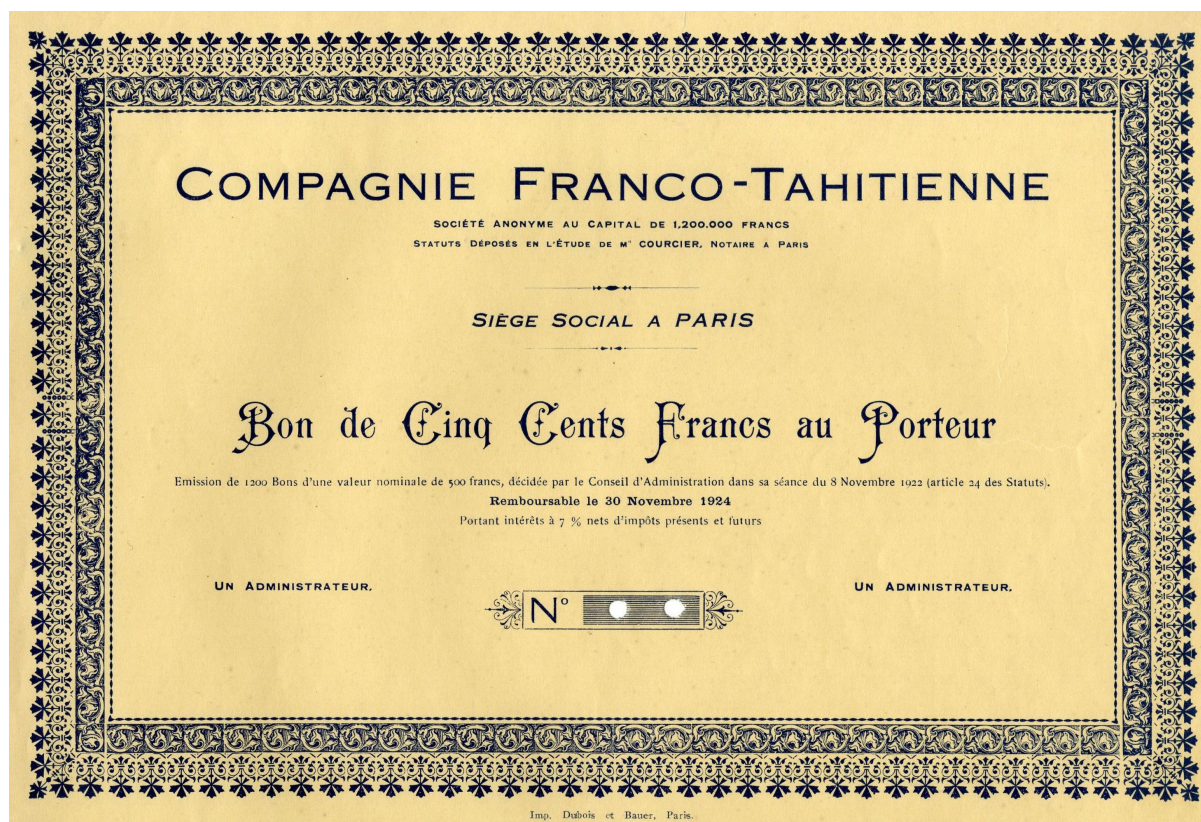 COMPAGNIE FRANCO-TAHITIENNE
SOCIÉTÉ ANONYME AU CAPITAL DE 1,200.000 FRANCS
STATUTS DÉPOSÉS EN L'ÉTUDE DE Me COURCIER, NOTAIRE A PARIS
SIÈGE SOCIAL A PARIS
Bon de Cinq Cents Francs au Porteur
Emission de 1200 Bons d'une valeur nominale de 500 francs, décidée par le Conseil d'Administration dans sa séance du 8 Novembre 1922 (article 24 des Statuts).
Remboursable le 30 Novembre 1924
Portant intérêts à 7 % nets d'impôts présents et futurs
UN ADMINISTRATEUR.
UN ADMINISTRATEUR.
N°
Imp. Dubois et Bauer, Paris.